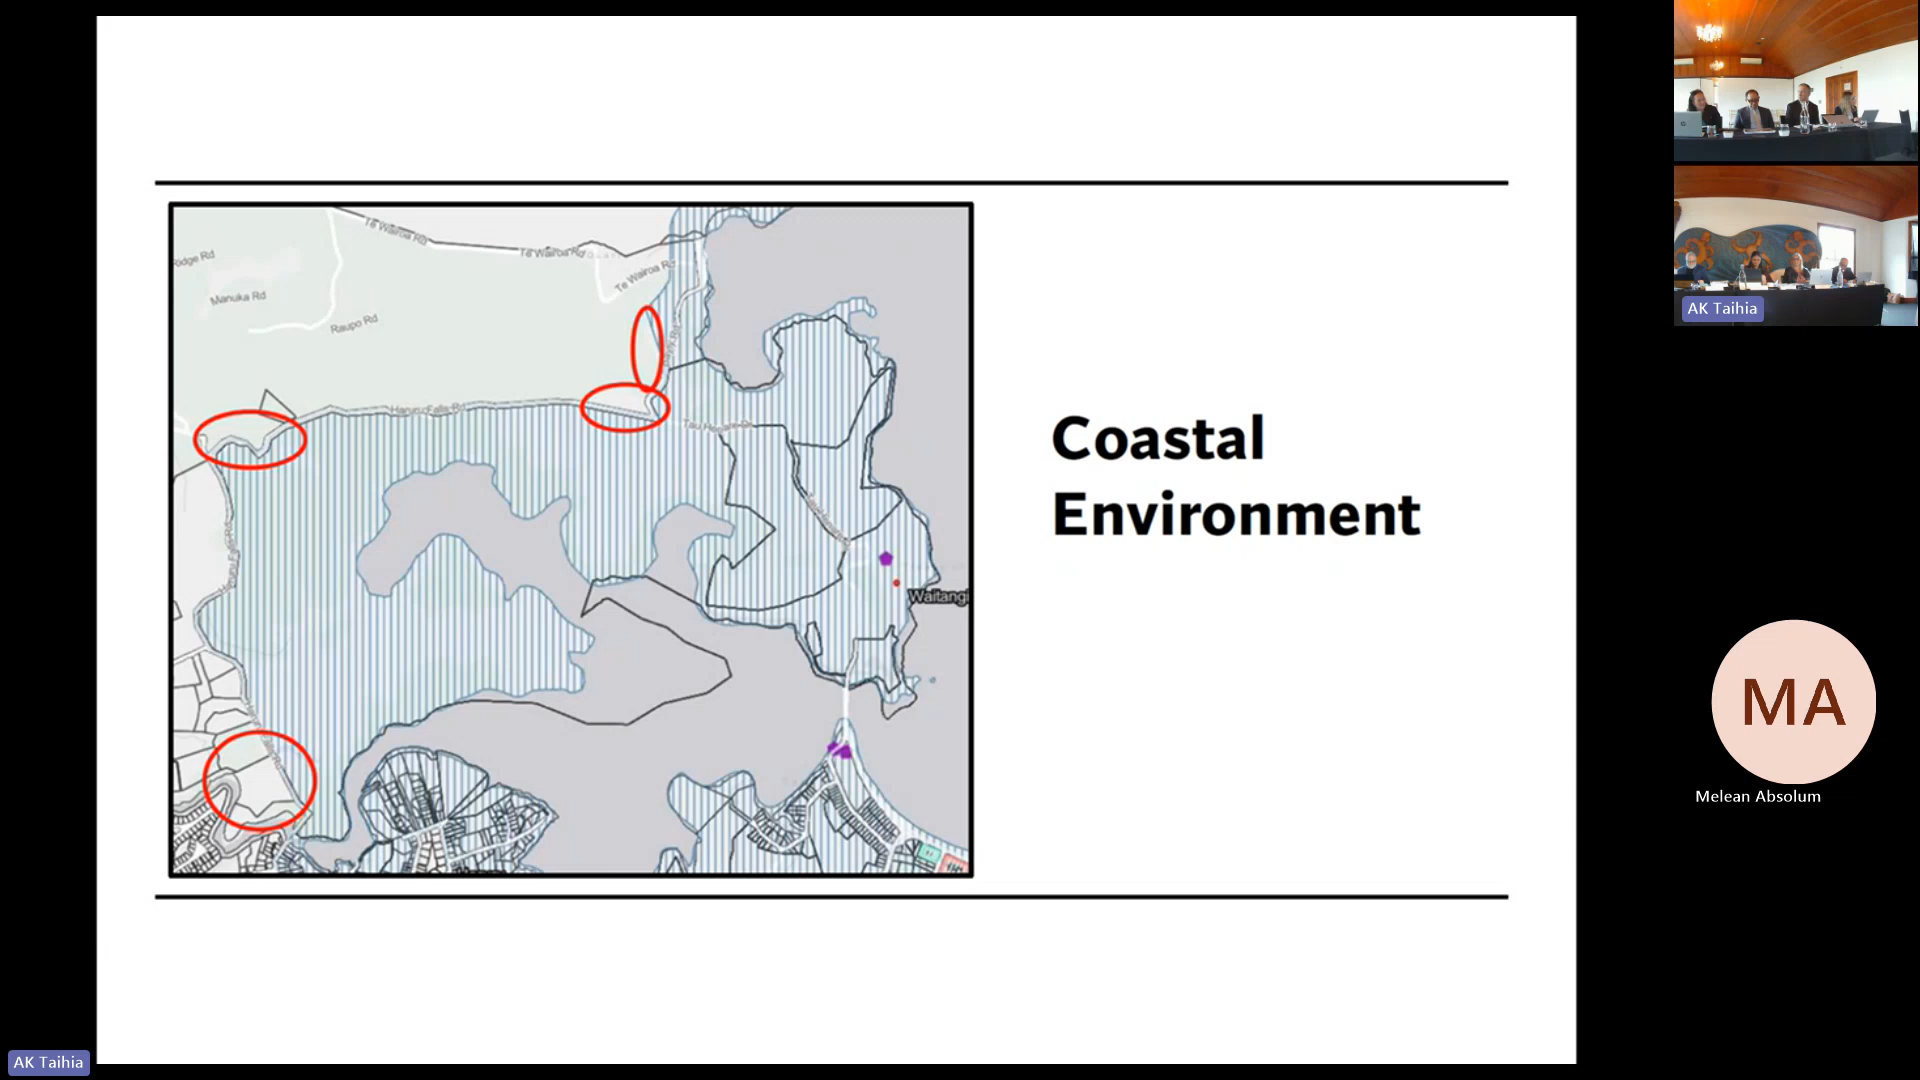 Te Wairoa Rd
Te Wairoa Rd
Ridge Rd
Te Wairoa Rd
Manuka Rd
Raupo Rd
Haruru Falls Rd
Waitangi
Coastal
Environment
AK Taihia
MA
Melean Absolum
AK Taihia